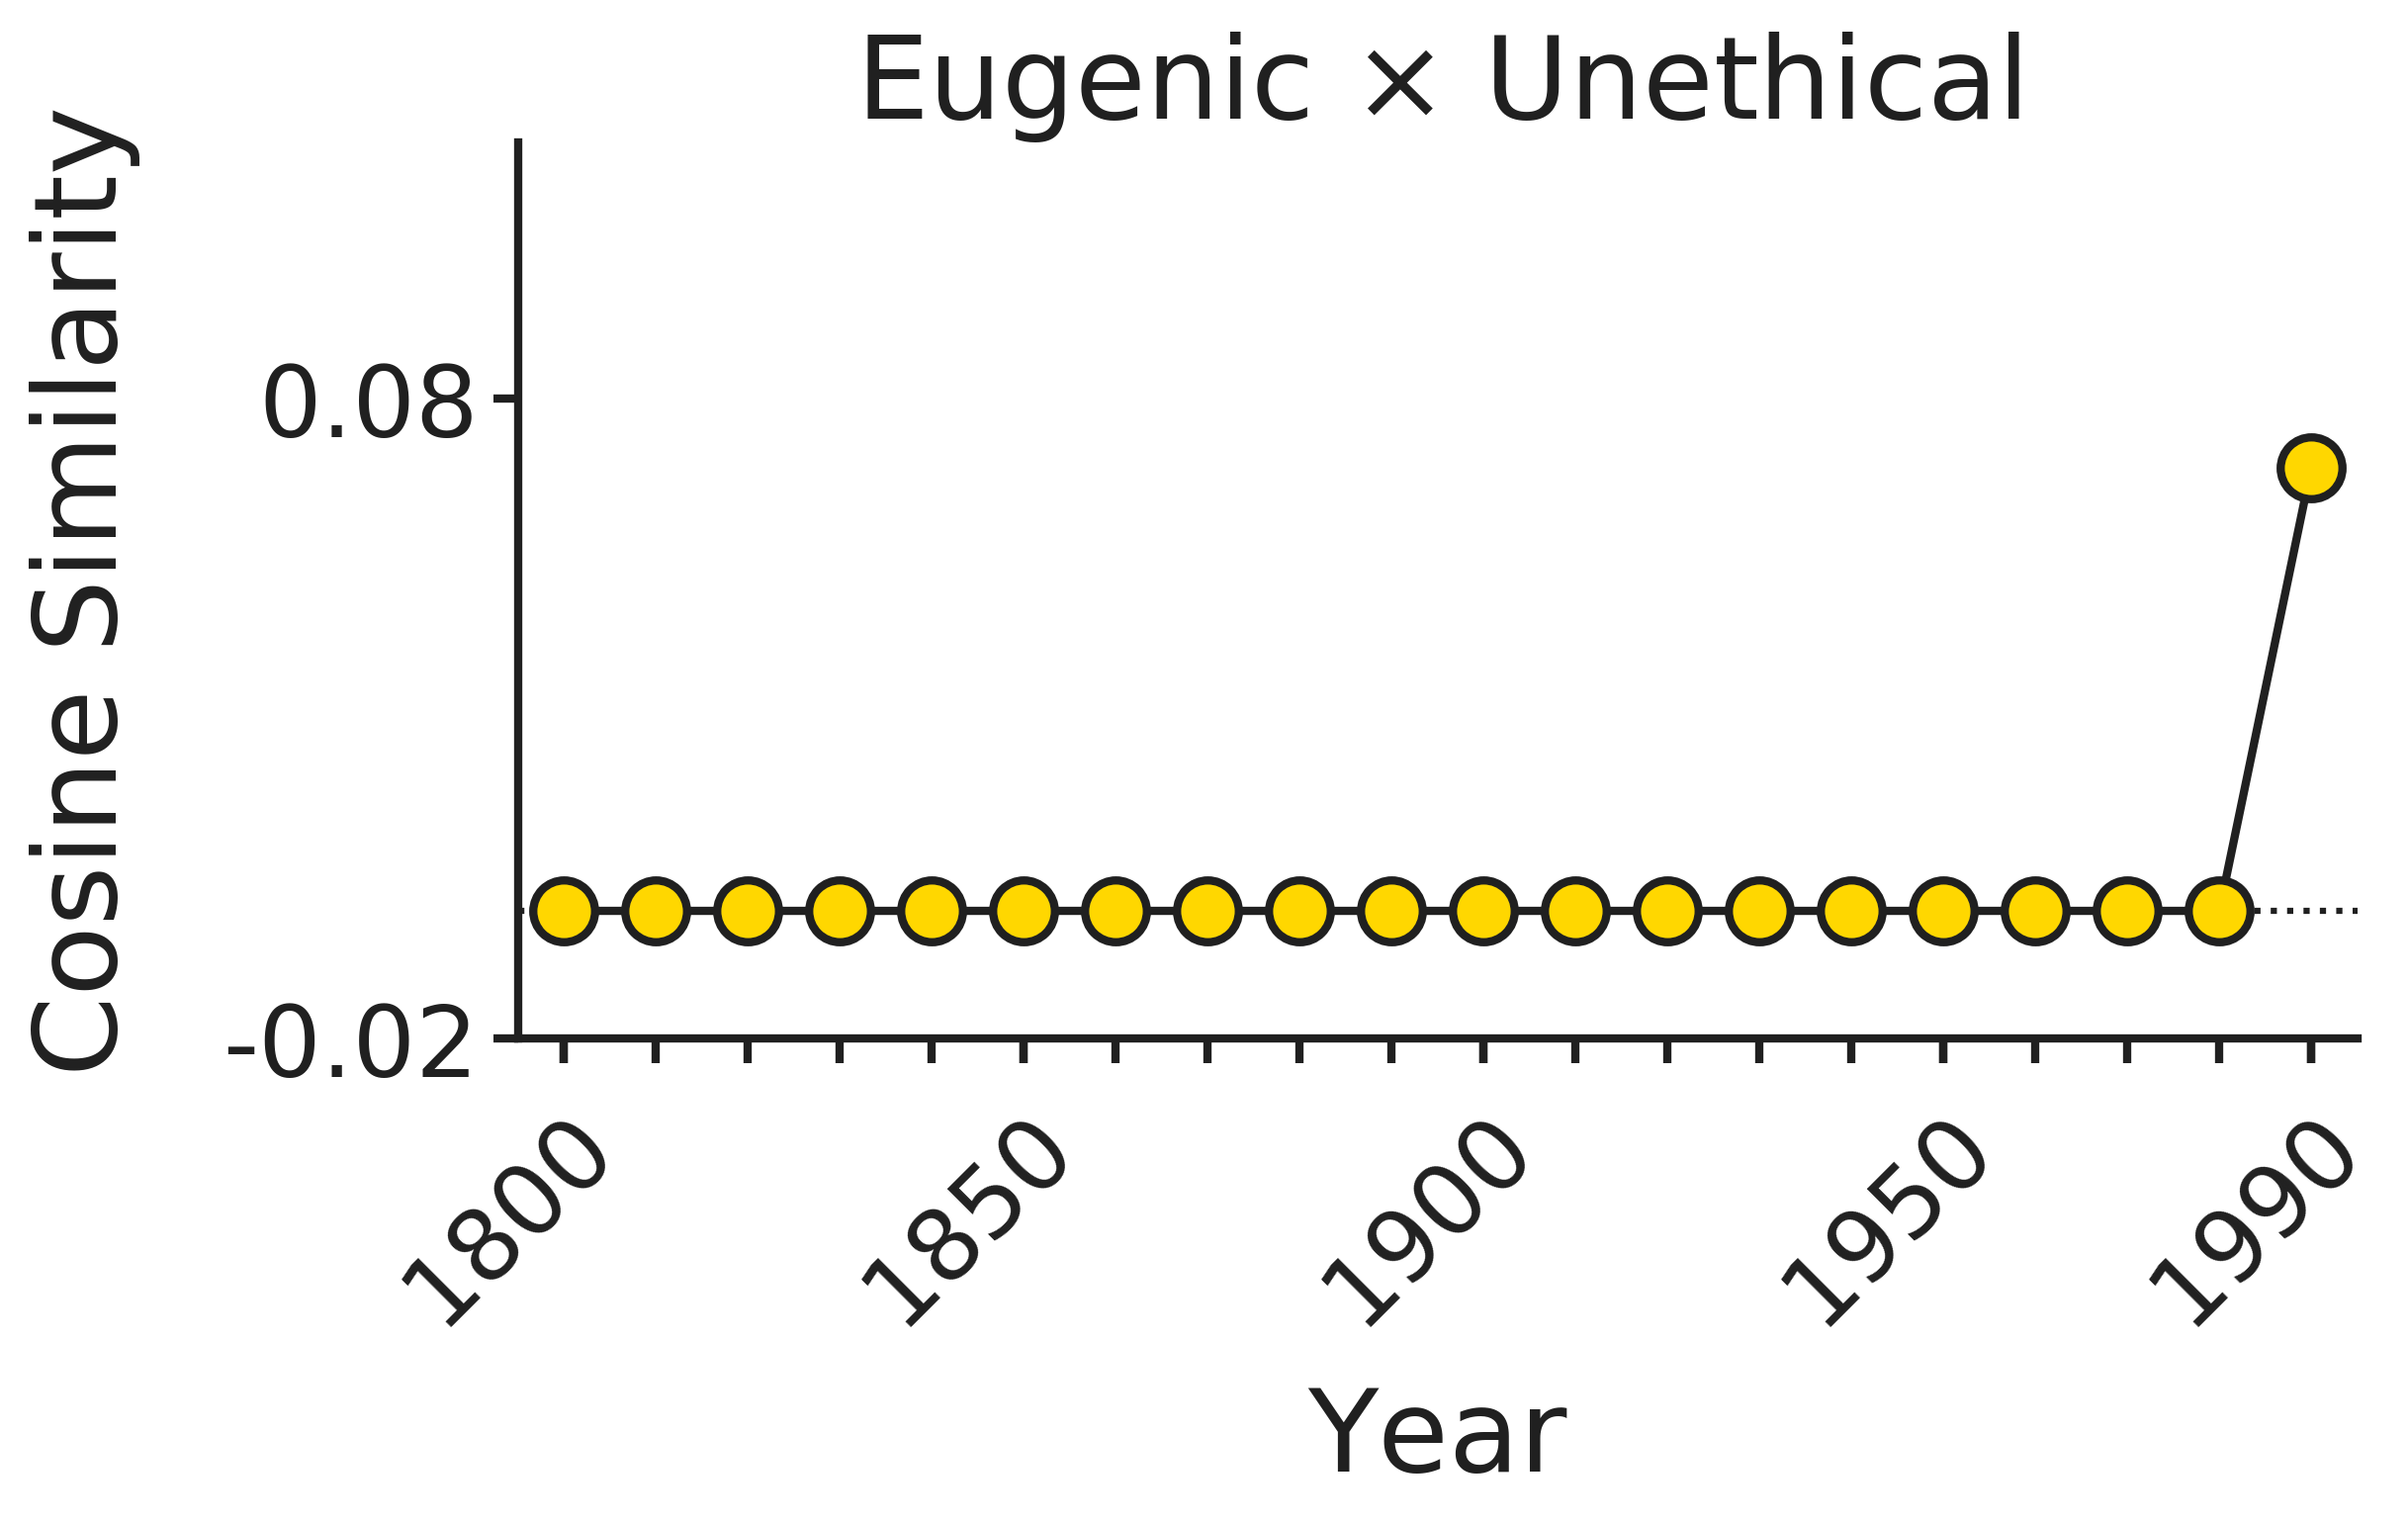 Eugenic × Unethical
Cosine Similarity
0.08
-0.02
1800
1850
1900
1950
1990
Year